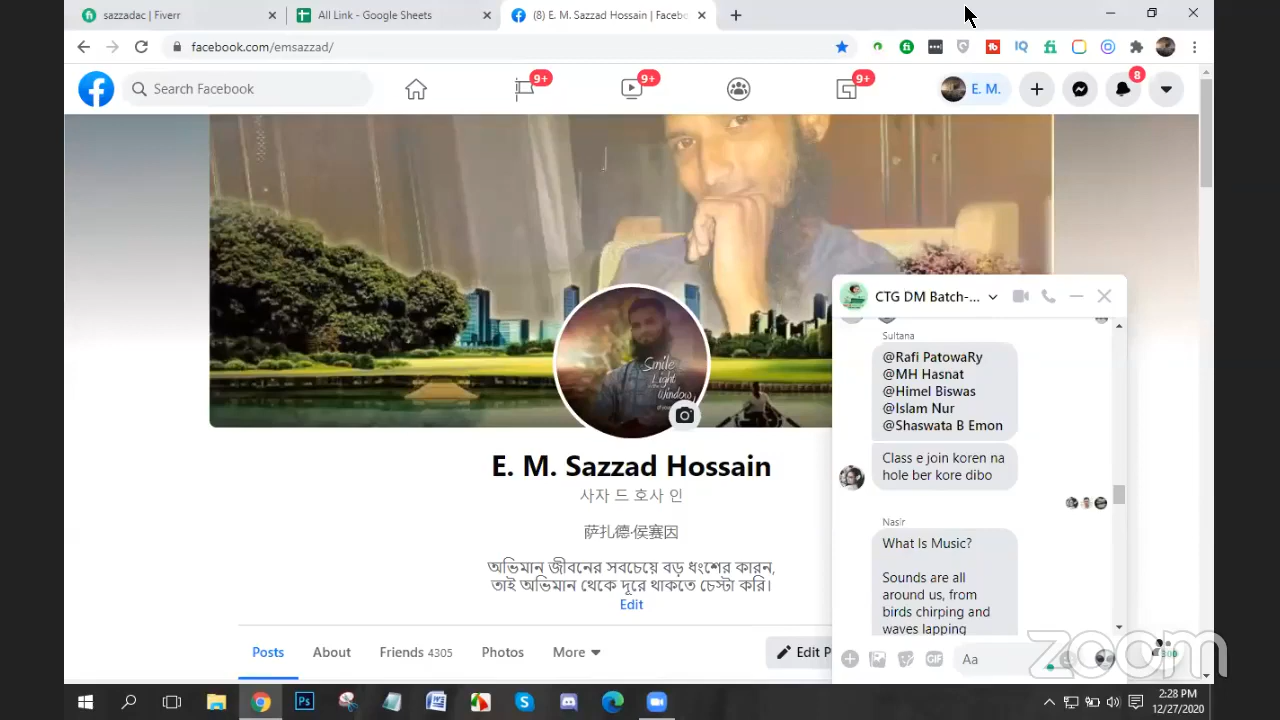 sazzadac | Fiverr
All Link - Google Sheets
(8) E. M. Sazzad Hossain | Facebo
facebook.com/emsazzad/
Search Facebook
9+
9+
9+
E. M.
8
Smile
Light
Window
E. M. Sazzad Hossain
사자 드 호사 인
萨扎德·侯赛因
অভিমান জীবনের সবচেয়ে বড় ধংশের কারন,
তাই অভিমান থেকে দূরে থাকতে চেস্টা করি।
Edit
Posts
About
Friends 4305
Photos
More
Edit P
CTG DM Batch-...
Sultana
@Rafi PatowaRy
@MH Hasnat
@Himel Biswas
@Islam Nur
@Shaswata B Emon
Class e join koren na
hole ber kore dibo
Nasir
What Is Music?
Sounds are all
around us, from
birds chirping and
waves lapping
GIF
Aa
zoom
2:28 PM
12/27/2020